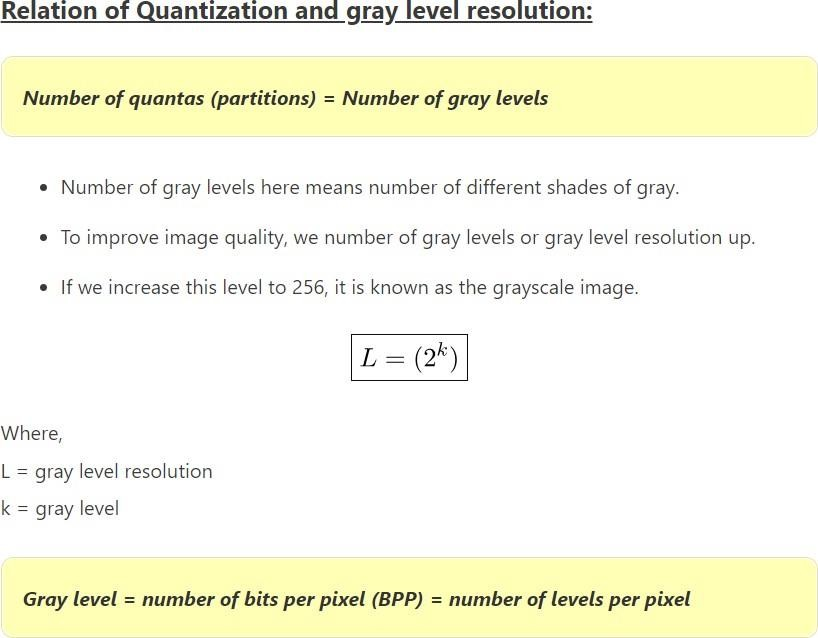 Relation of Quantization and gray level resolution:
Number of quantas (partitions) = Number of gray levels
• Number of gray levels here means number of different shades of gray.
• To improve image quality, we number of gray levels or gray level resolution up.
• If we increase this level to 256, it is known as the grayscale image.
L = (2^k)
Where,
L = gray level resolution
k = gray level
Gray level = number of bits per pixel (BPP) = number of levels per pixel